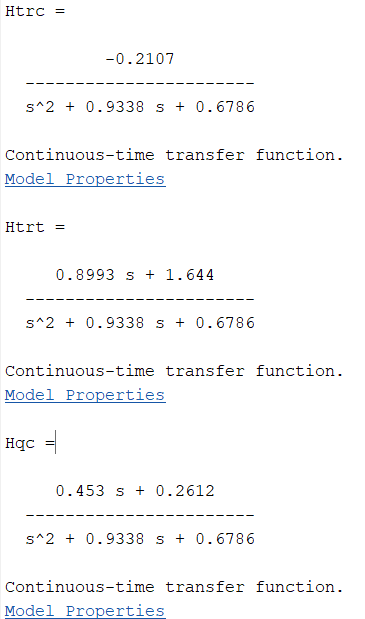 Htrc =
-0.2107
-----------------------
s^2 + 0.9338 s + 0.6786
Continuous-time transfer function.
Model Properties
Htrt =
0.8993 s + 1.644
-----------------------
s^2 + 0.9338 s + 0.6786
Continuous-time transfer function.
Model Properties
Hqc =
0.453 s + 0.2612
-----------------------
s^2 + 0.9338 s + 0.6786
Continuous-time transfer function.
Model Properties